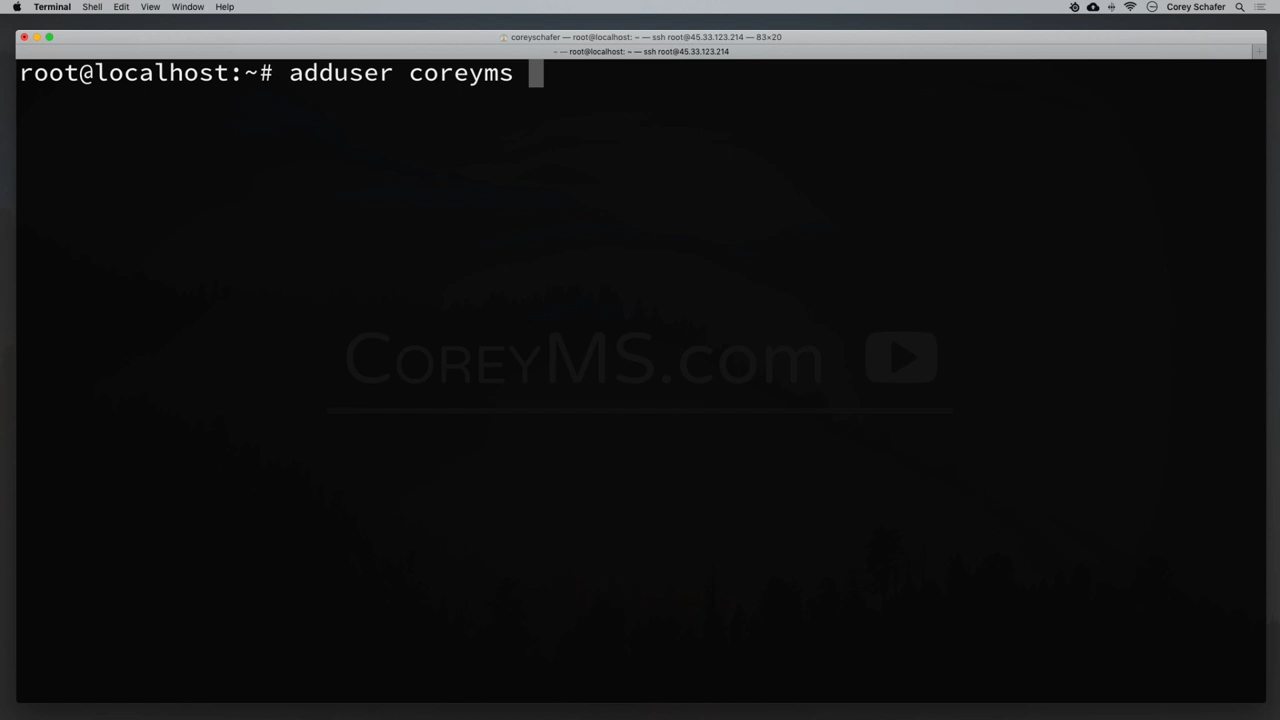 Terminal Shell Edit View Window Help Corey Schafer
coreyschafer — root@localhost: ~ — ssh root@45.33.123.214 — 83×20
~ — root@localhost: ~ — ssh root@45.33.123.214
root@localhost:~# adduser coreyms
CoreyMS.com